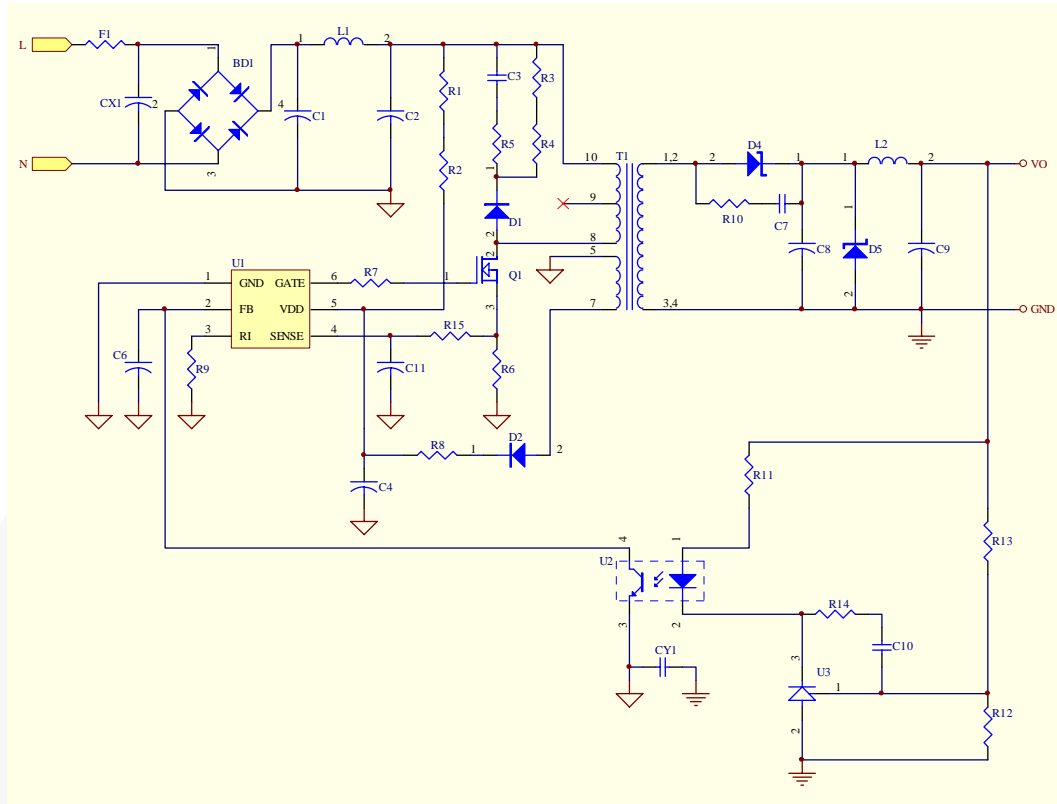 F1
L
1
L1
2
BD1
1
CX1
2
4
C1
C2
R1
C3
R3
R5
R4
R2
N
3
1
D1
2
2
10
T1
1,2
9
8
5
7
3,4
2
D4
1
R10
C7
C8
1
L2
2
1
D5
2
C9
VO
GND
U1
1
GND
GATE
6
R7
1
Q1
2
FB
VDD
5
3
3
RI
SENSE
4
R15
C6
R9
C11
R6
R8
1
D2
2
C4
R11
R13
4
1
U2
3
2
R14
C10
CY1
3
U3
1
R12
2